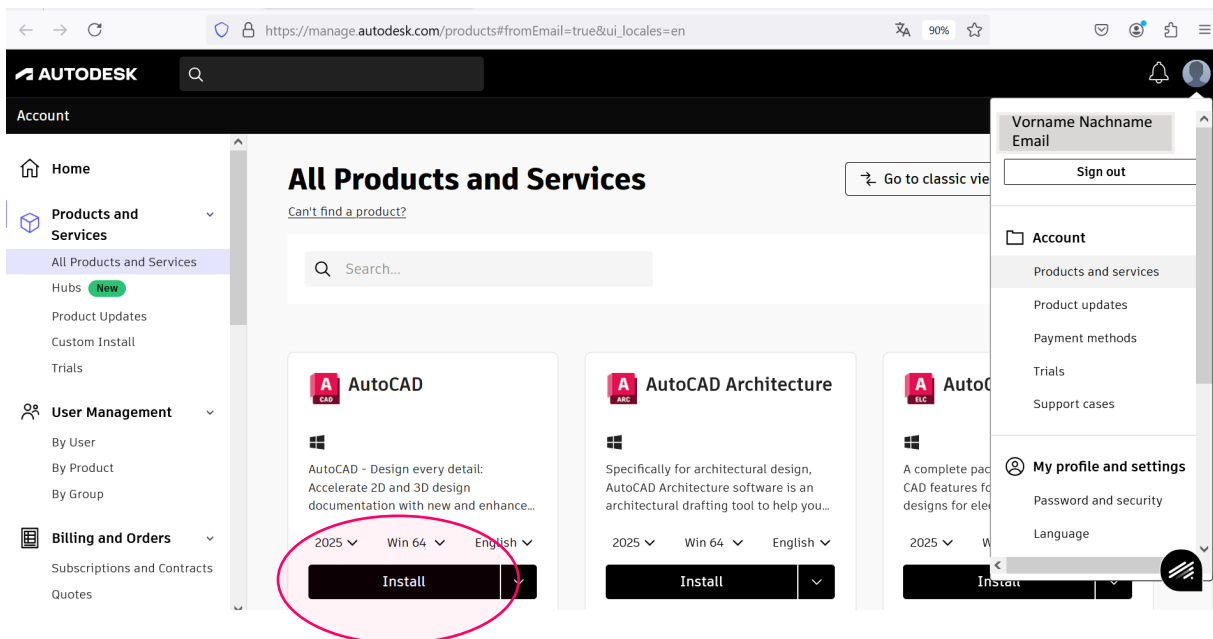 https://manage.autodesk.com/products#fromEmail=true&ui_locales=en
90%
AUTODESK
Account
Home
Products and
Services
All Products and Services
Hubs New
Product Updates
Custom Install
Trials
User Management
By User
By Product
By Group
Billing and Orders
Subscriptions and Contracts
Quotes
All Products and Services
Can't find a product?
Go to classic vie
Search...
A CAD
AutoCAD
AutoCAD - Design every detail:
Accelerate 2D and 3D design
documentation with new and enhance...
2025 Win 64 English
Install
A ARC
AutoCAD Architecture
Specifically for architectural design,
AutoCAD Architecture software is an
architectural drafting tool to help you...
2025 Win 64 English
Install
A ELC
Auto
A complete pac
CAD features fo
designs for ele
2025 W
Install
Vorname Nachname
Email
Sign out
Account
Products and services
Product updates
Payment methods
Trials
Support cases
My profile and settings
Password and security
Language